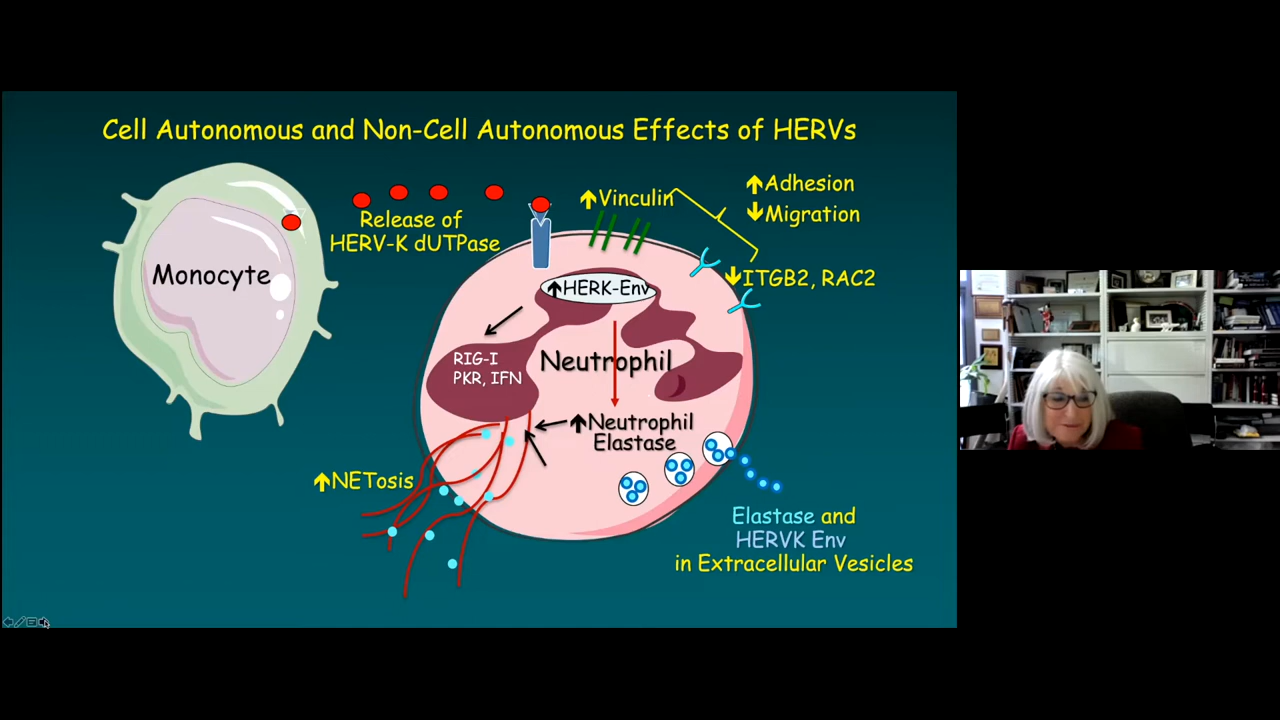 Cell Autonomous and Non-Cell Autonomous Effects of HERVs
Monocyte
Release of
HERV-K dUTPase
Vinculin
Adhesion
Migration
ITGB2, RAC2
HERK-Env
RIG-I
PKR, IFN
Neutrophil
Neutrophil
Elastase
NETosis
Elastase and
HERVK Env
in Extracellular Vesicles